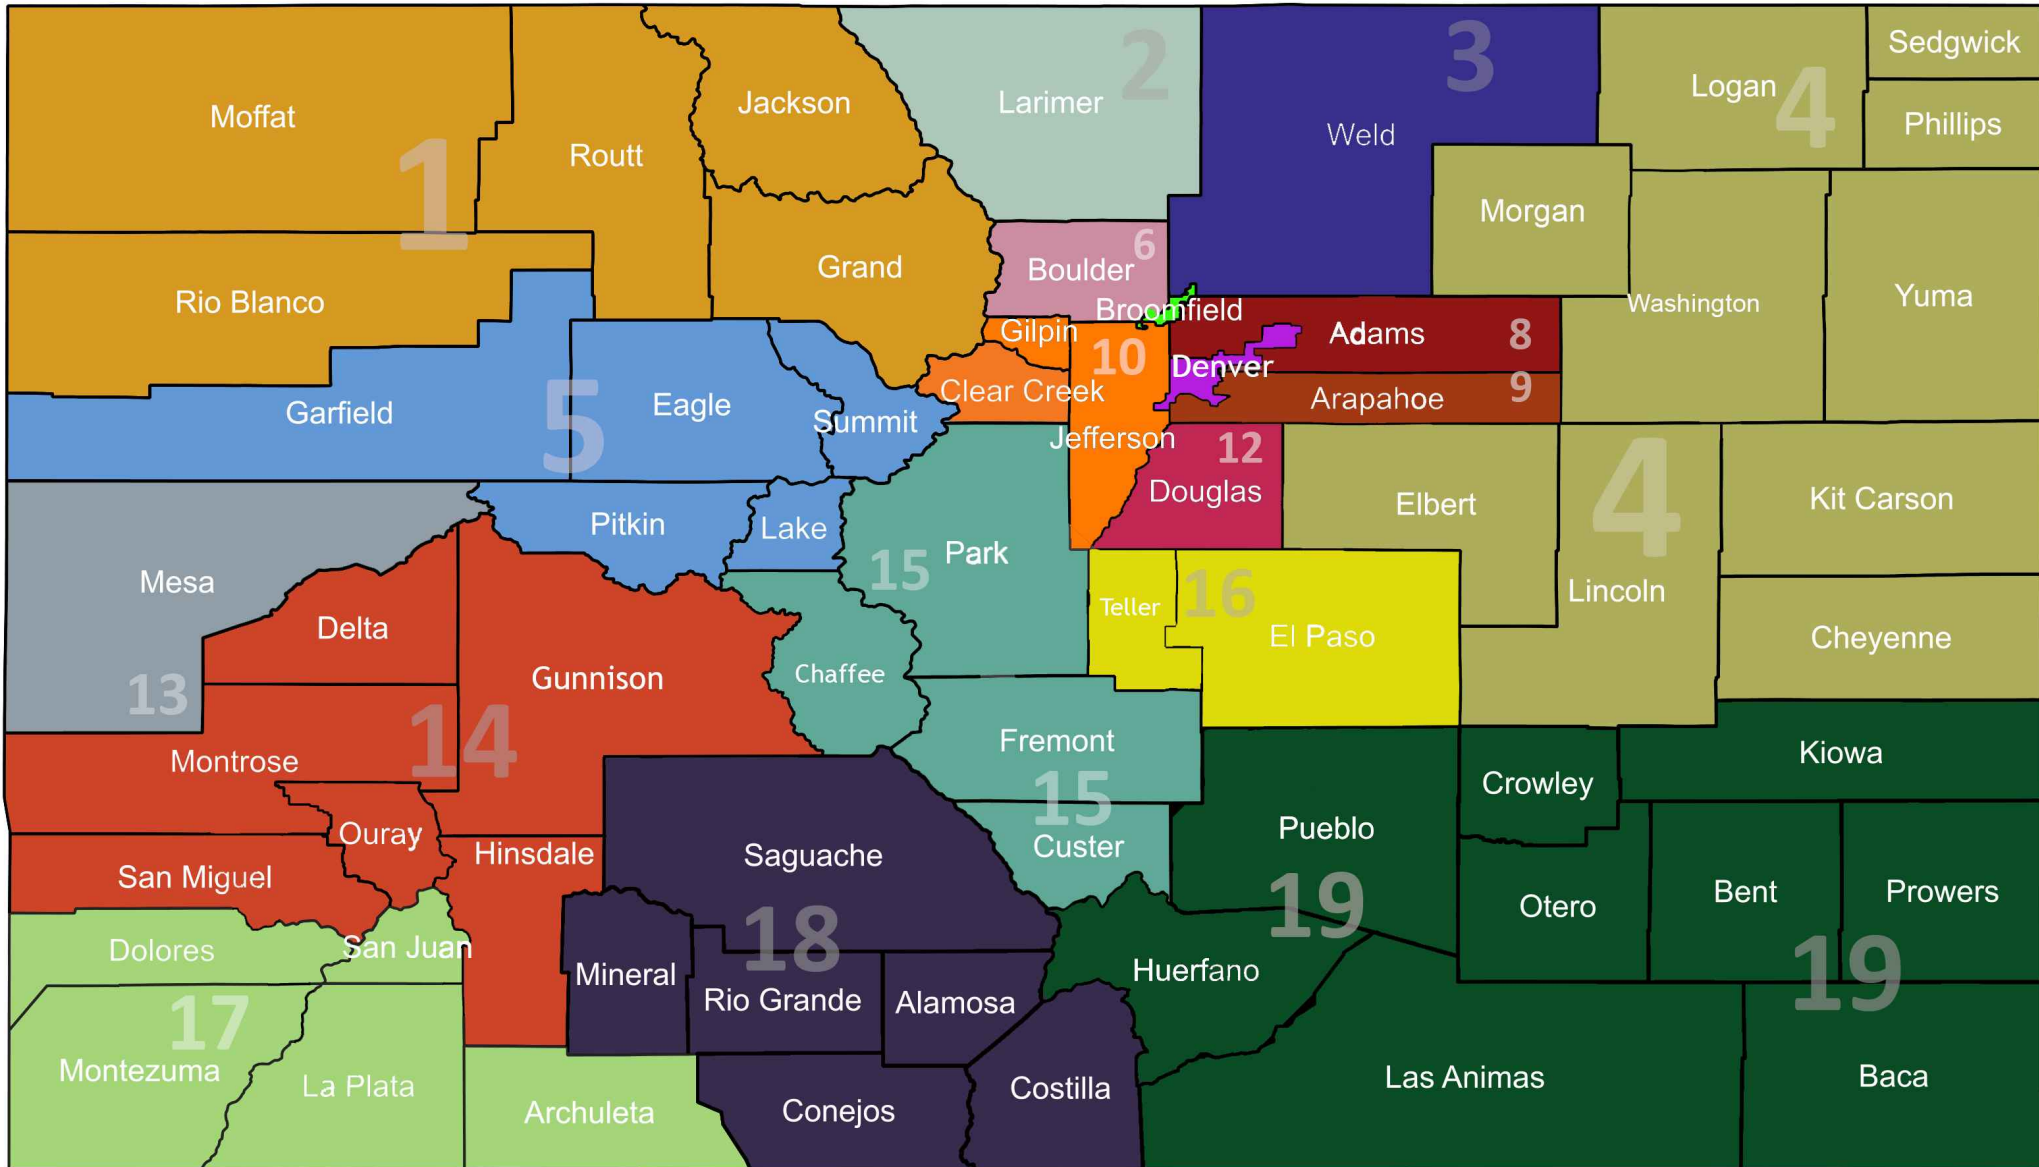 Moffat
1
Routt
Jackson
Larimer
2
Weld
3
Logan
4
Sedgwick
Phillips
Rio Blanco
Grand
Boulder
6
Morgan
Washington
Yuma
Garfield
5
Eagle
Summit
Gilpin
Clear Creek
10
Jefferson
Broomfield
Denver
Adams
8
Arapahoe
9
Pitkin
Lake
Park
15
12
Douglas
Elbert
4
Lincoln
Kit Carson
Cheyenne
Mesa
13
Delta
Gunnison
Chaffee
Teller
16
El Paso
Montrose
14
Fremont
15
Custer
Pueblo
19
Crowley
Kiowa
Ouray
San Miguel
Hinsdale
Saguache
18
Otero
Bent
Prowers
19
Dolores
San Juan
17
Mineral
Rio Grande
Alamosa
Huerfano
Montezuma
La Plata
Archuleta
Conejos
Costilla
Las Animas
Baca